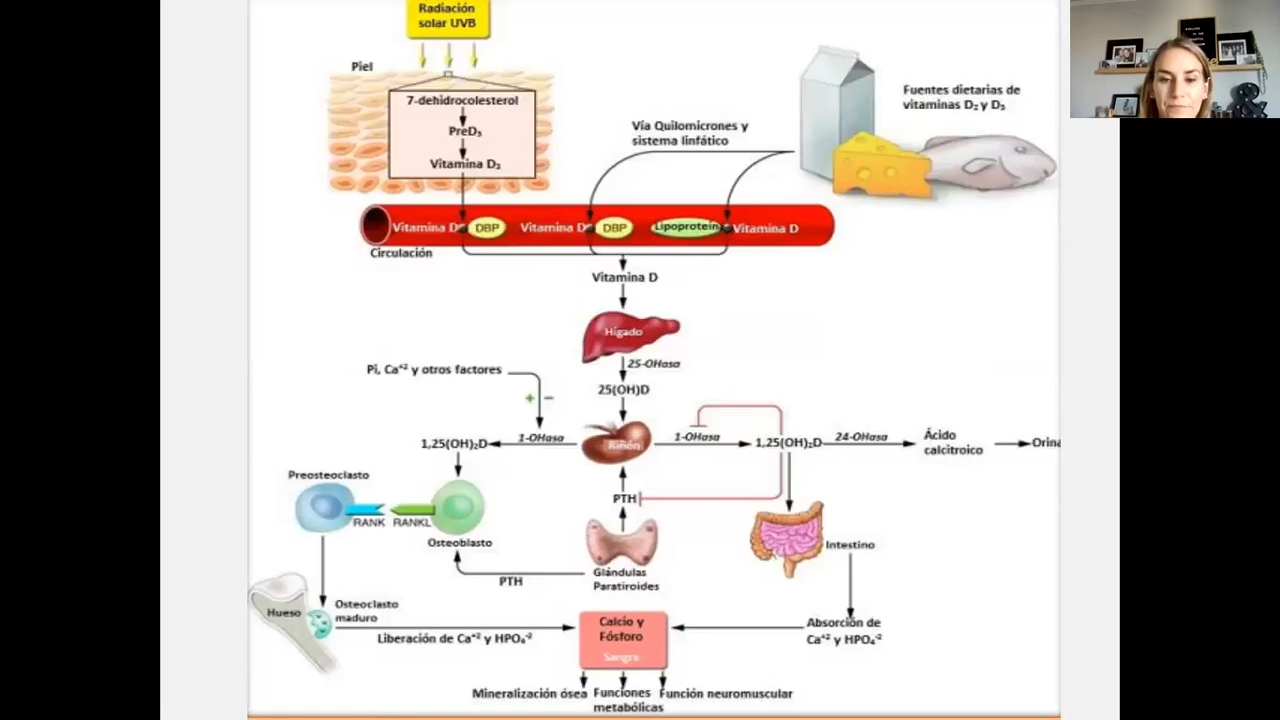 Radiación
solar UVB
Piel
7-dehidrocolesterol
PreD₃
Vitamina D₃
Vía Quilomicrones y
sistema linfático
Fuentes dietarias de
vitaminas D₂ y D₃
Vitamina D
DBP
Vitamina D
DBP
Lipoprotein
Vitamina D
Circulación
Vitamina D
Hígado
25-OHasa
25(OH)D
Pi, Ca⁺² y otros factores
+
−
1,25(OH)₂D
1-OHasa
Riñón
1-OHasa
1,25(OH)₂D
24-OHasa
Ácido
calcitroico
Orina
Preosteoclasto
RANK
RANKL
Osteoblasto
PTH
PTH
Glándulas
Paratiroides
Intestino
Hueso
Osteoclasto
maduro
Liberación de Ca⁺² y HPO₄⁻²
Calcio y
Fósforo
Sangre
Absorción de
Ca⁺² y HPO₄⁻²
Mineralización ósea
Funciones
metabólicas
Función neuromuscular